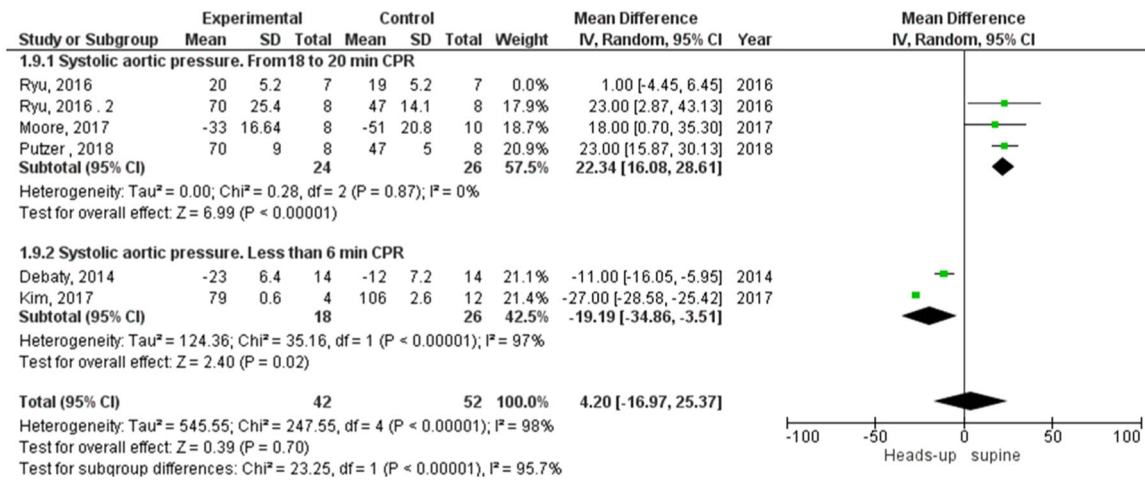 Experimental Control Mean Difference Mean Difference
Study or Subgroup Mean SD Total Mean SD Total Weight IV, Random, 95% CI Year IV, Random, 95% CI
1.9.1 Systolic aortic pressure. From18 to 20 min CPR
Ryu, 2016 20 5.2 7 19 5.2 7 0.0% 1.00 [-4.45, 6.45] 2016
Ryu, 2016 . 2 70 25.4 8 47 14.1 8 17.9% 23.00 [2.87, 43.13] 2016
Moore, 2017 -33 16.64 8 -51 20.8 10 18.7% 18.00 [0.70, 35.30] 2017
Putzer, 2018 70 9 8 47 5 8 20.9% 23.00 [15.87, 30.13] 2018
Subtotal (95% CI) 24 26 57.5% 22.34 [16.08, 28.61]
Heterogeneity: Tau² = 0.00; Chi² = 0.28, df = 2 (P = 0.87); I² = 0%
Test for overall effect: Z = 6.99 (P < 0.00001)
1.9.2 Systolic aortic pressure. Less than 6 min CPR
Debaty, 2014 -23 6.4 14 -12 7.2 14 21.1% -11.00 [-16.05, -5.95] 2014
Kim, 2017 79 0.6 4 106 2.6 12 21.4% -27.00 [-28.58, -25.42] 2017
Subtotal (95% CI) 18 26 42.5% -19.19 [-34.86, -3.51]
Heterogeneity: Tau² = 124.36; Chi² = 35.16, df = 1 (P < 0.00001); I² = 97%
Test for overall effect: Z = 2.40 (P = 0.02)
Total (95% CI) 42 52 100.0% 4.20 [-16.97, 25.37]
Heterogeneity: Tau² = 545.55; Chi² = 247.55, df = 4 (P < 0.00001); I² = 98%
Test for overall effect: Z = 0.39 (P = 0.70)
Test for subgroup differences: Chi² = 23.25, df = 1 (P < 0.00001), I² = 95.7%
-100 -50 0 50 100
Heads-up supine